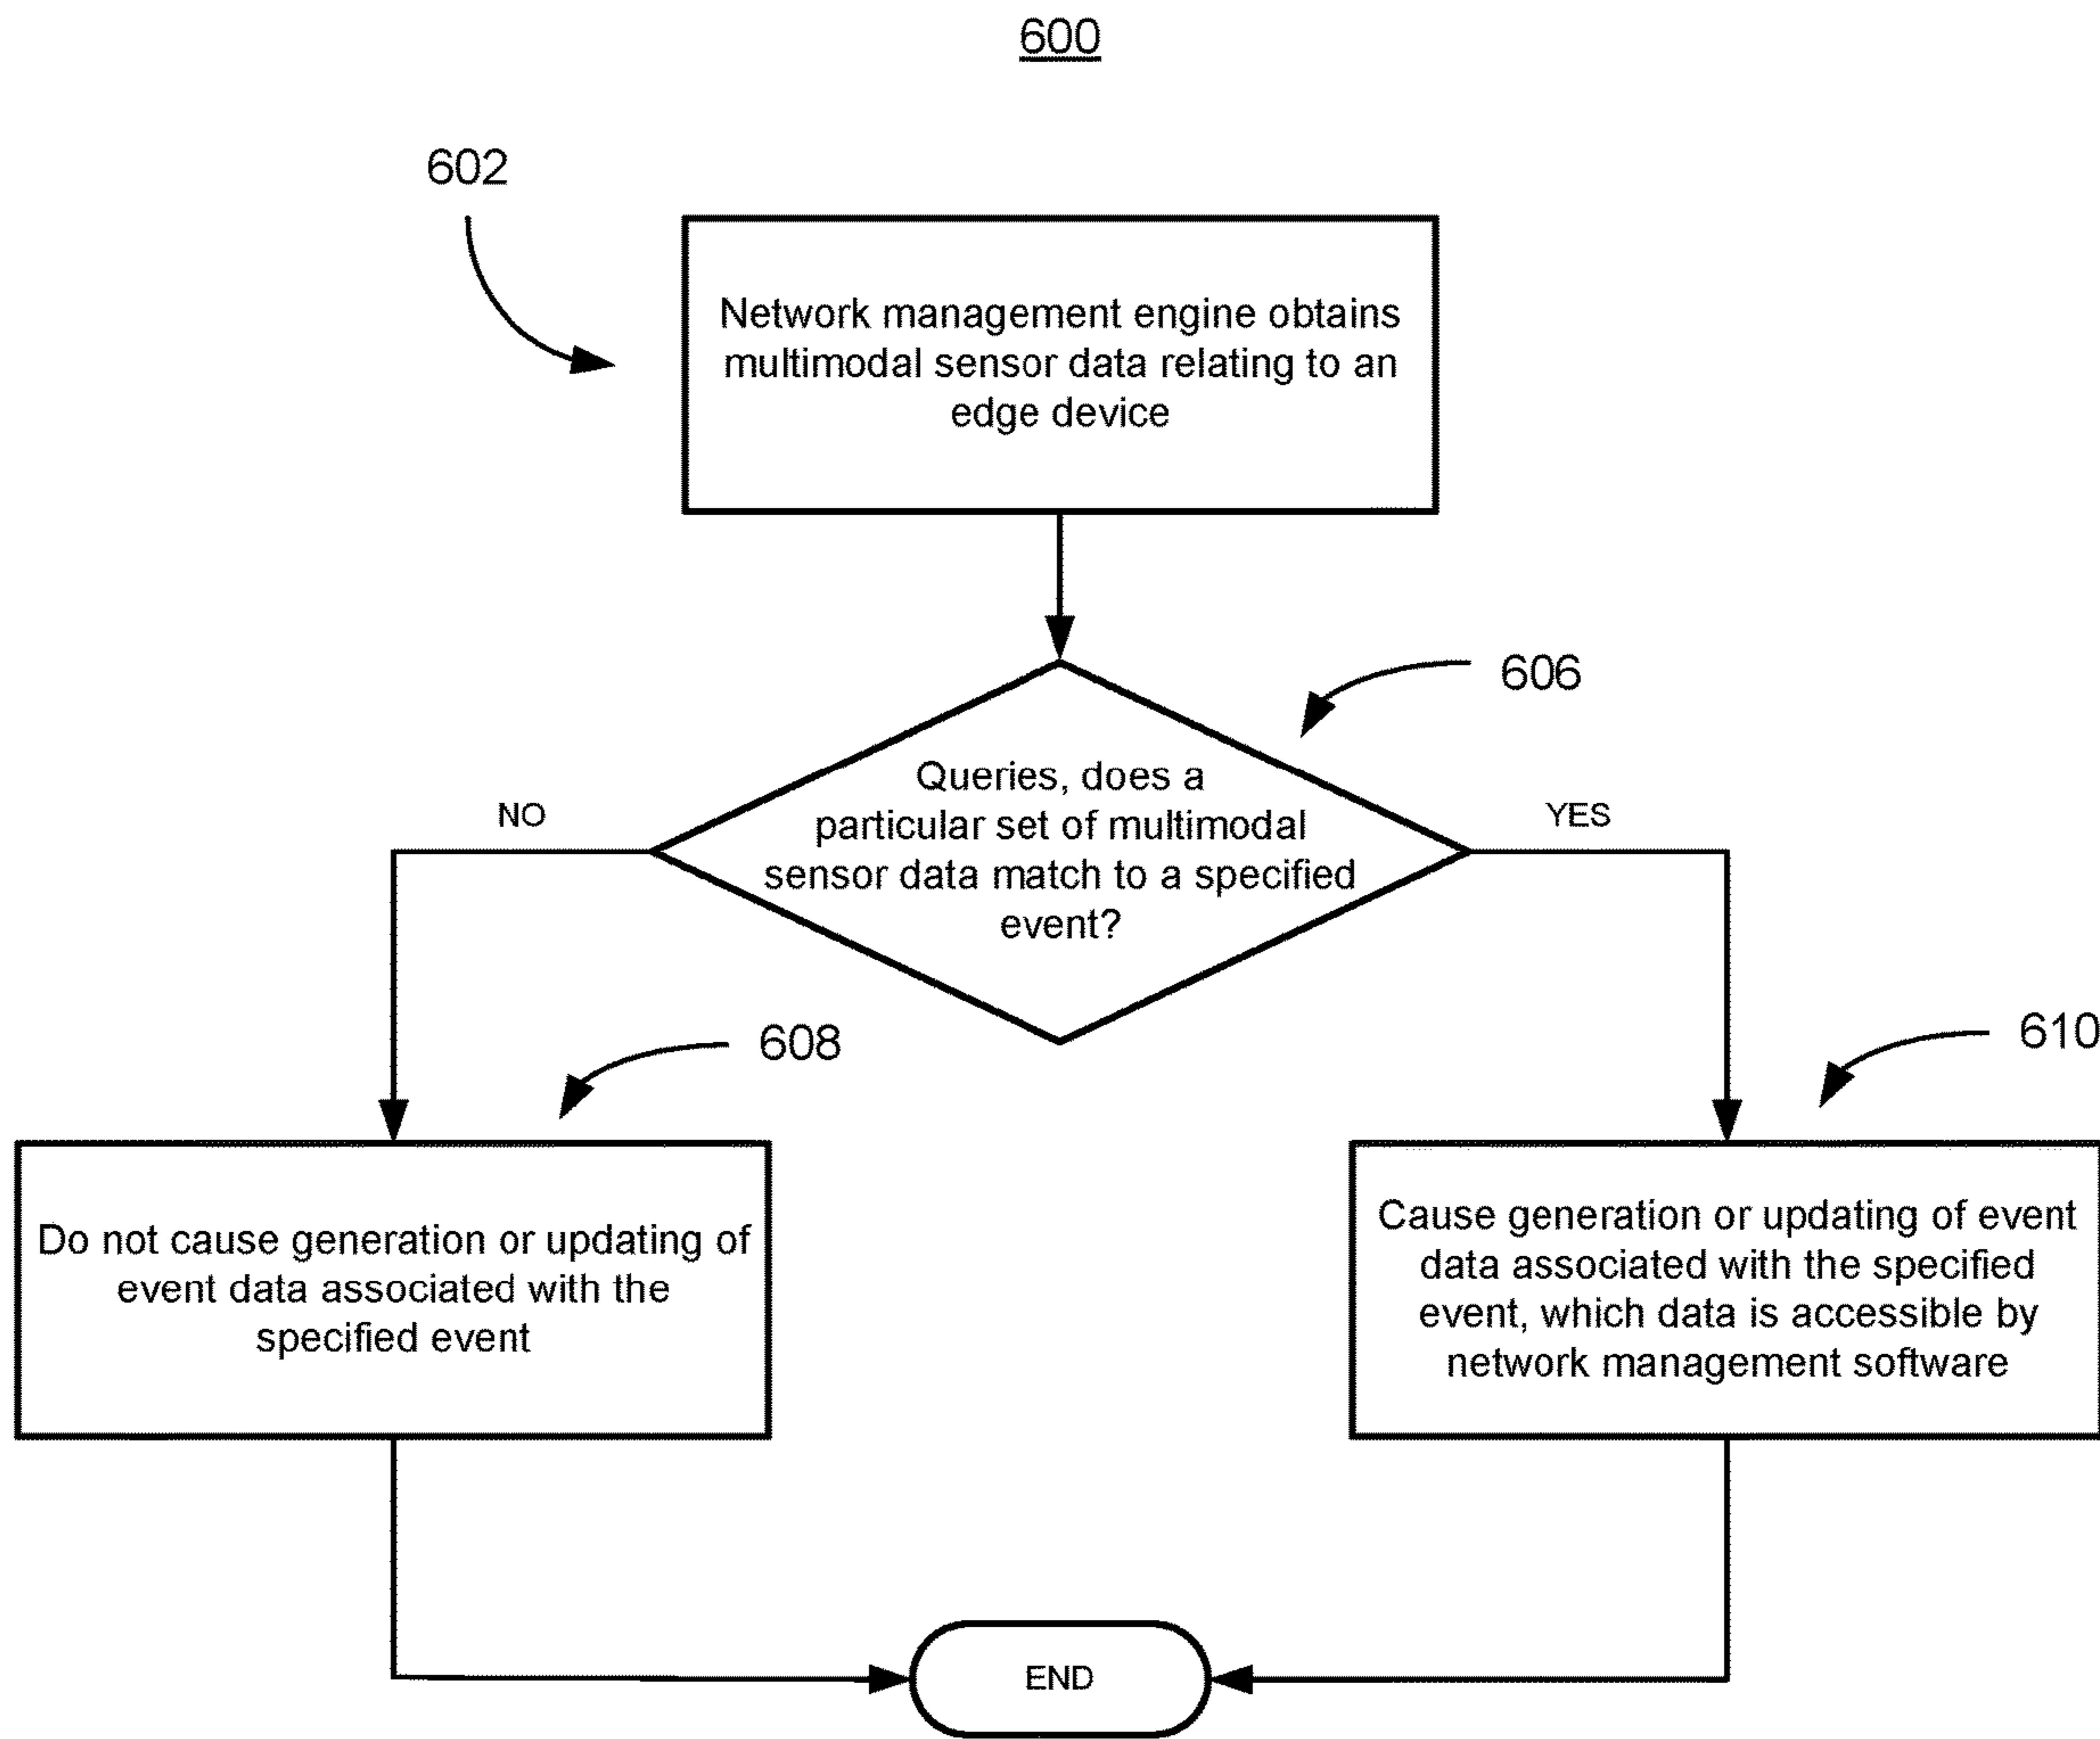 600
602
Network management engine obtains
multimodal sensor data relating to an
edge device
606
Queries, does a
particular set of multimodal
sensor data match to a specified
event?
NO
YES
608
610
Do not cause generation or updating of
event data associated with the
specified event
Cause generation or updating of event
data associated with the specified
event, which data is accessible by
network management software
END